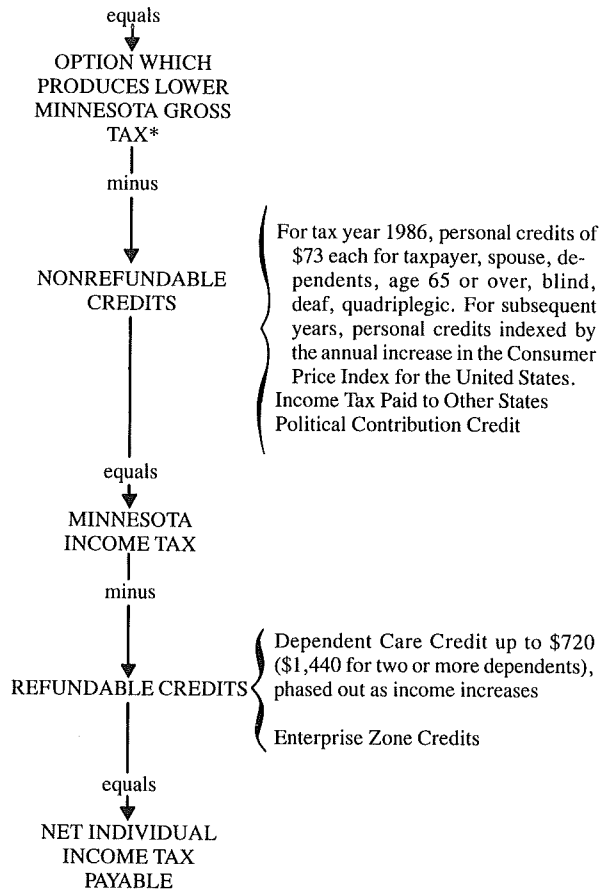 equals
OPTION WHICH
PRODUCES LOWER
MINNESOTA GROSS
TAX*
minus
NONREFUNDABLE
CREDITS
For tax year 1986, personal credits of
$73 each for taxpayer, spouse, de-
pendents, age 65 or over, blind,
deaf, quadriplegic. For subsequent
years, personal credits indexed by
the annual increase in the Consumer
Price Index for the United States.
Income Tax Paid to Other States
Political Contribution Credit
equals
MINNESOTA
INCOME TAX
minus
REFUNDABLE CREDITS
Dependent Care Credit up to $720
($1,440 for two or more dependents),
phased out as income increases
Enterprise Zone Credits
equals
NET INDIVIDUAL
INCOME TAX
PAYABLE